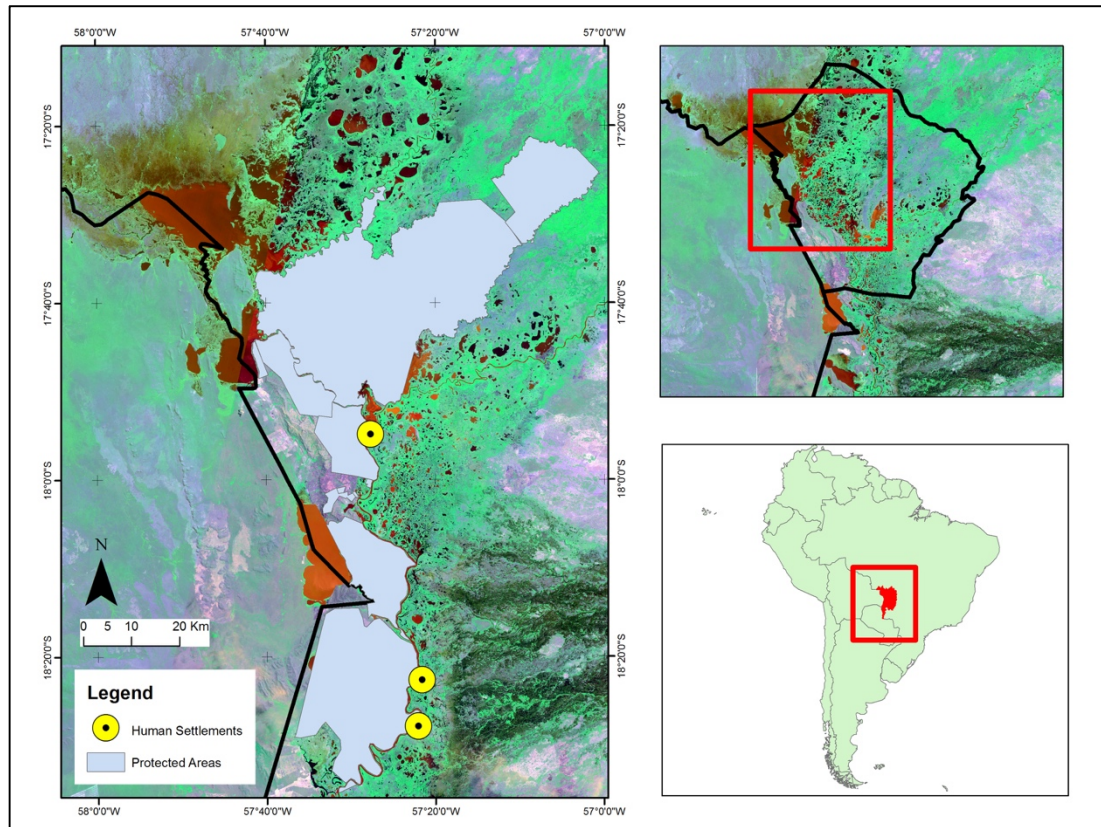 58°0'0"W 57°40'0"W 57°20'0"W 57°0'0"W
17°20'0"S 17°20'0"S
17°40'0"S 17°40'0"S
18°0'0"S 18°0'0"S
18°20'0"S 18°20'0"S
N
0 5 10 20 Km
Legend
Human Settlements
Protected Areas
58°0'0"W 57°40'0"W 57°20'0"W 57°0'0"W